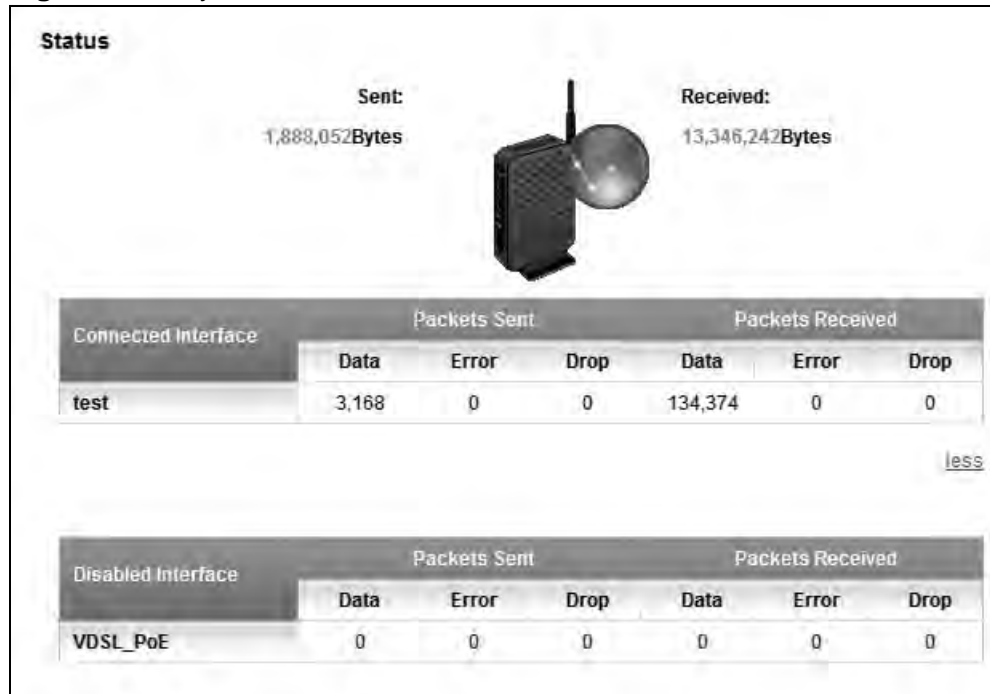 Status
Sent:
Received:
1,888,052Bytes
13,346,242Bytes
Connected Interface
Packets Sent
Packets Received
Data Error Drop Data Error Drop
test 3,168 0 0 134,374 0 0
less
Disabled Interface
Packets Sent
Packets Received
Data Error Drop Data Error Drop
VDSL_PoE 0 0 0 0 0 0